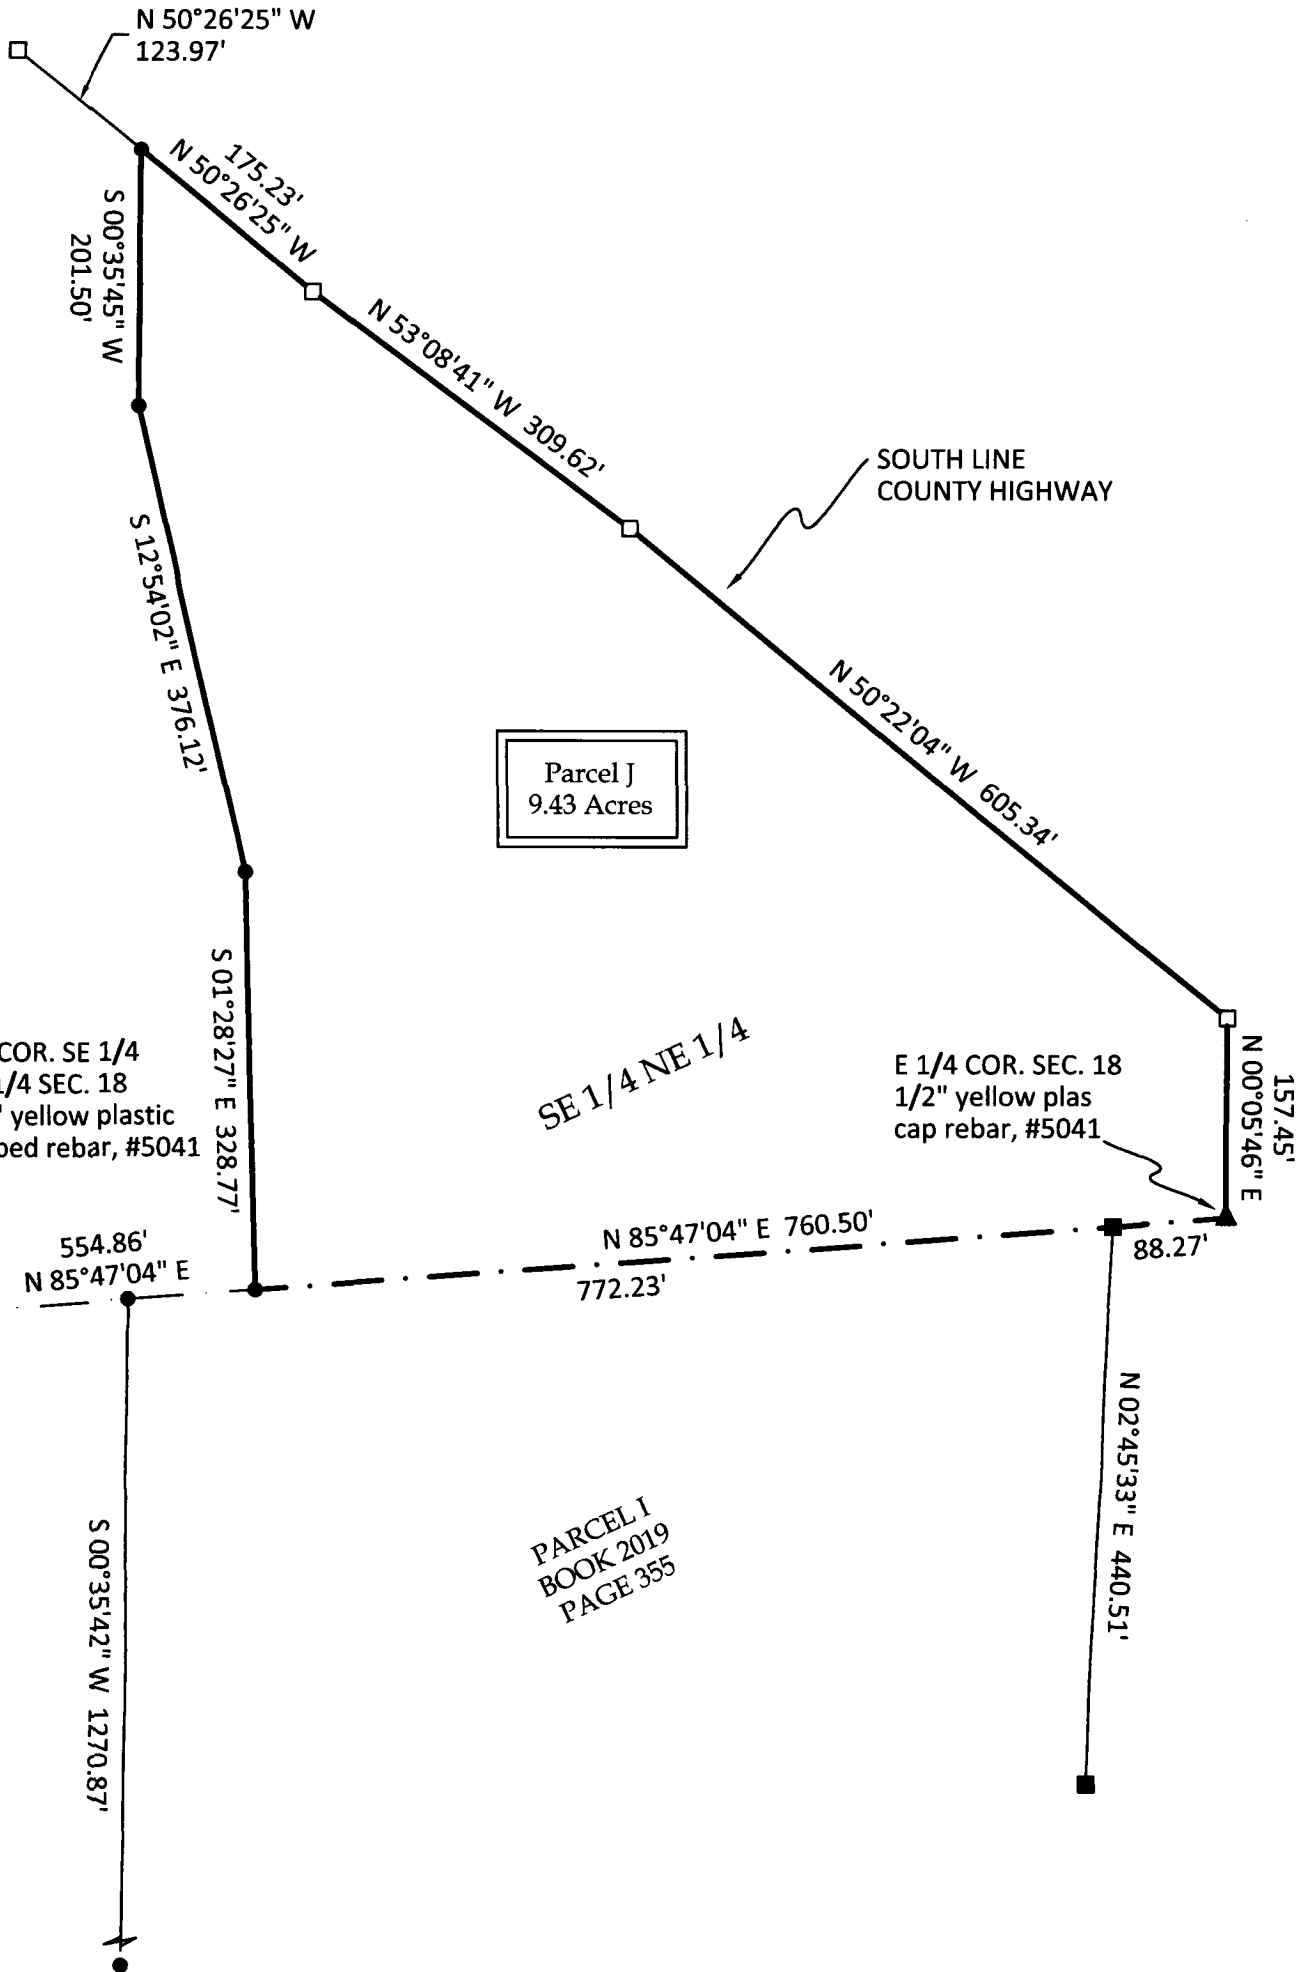 N 50°26'25" W
123.97'
175.23'
N 50°26'25" W
S 00°35'45" W
201.50'
N 53°08'41" W 309.62'
SOUTH LINE
COUNTY HIGHWAY
S 12°54'02" E 376.12'
N 50°22'04" W 605.34'
Parcel J
9.43 Acres
S 01°28'27" E 328.77'
COR. SE 1/4
1/4 SEC. 18
" yellow plastic
ped rebar, #5041
SE 1/4 NE 1/4
E 1/4 COR. SEC. 18
1/2" yellow plas
cap rebar, #5041
157.45'
N 00°05'46" E
554.86'
N 85°47'04" E
N 85°47'04" E 760.50'
772.23'
88.27'
N 02°45'33" E 440.51'
PARCEL I
BOOK 2019
PAGE 355
S 00°35'42" W 1270.87'